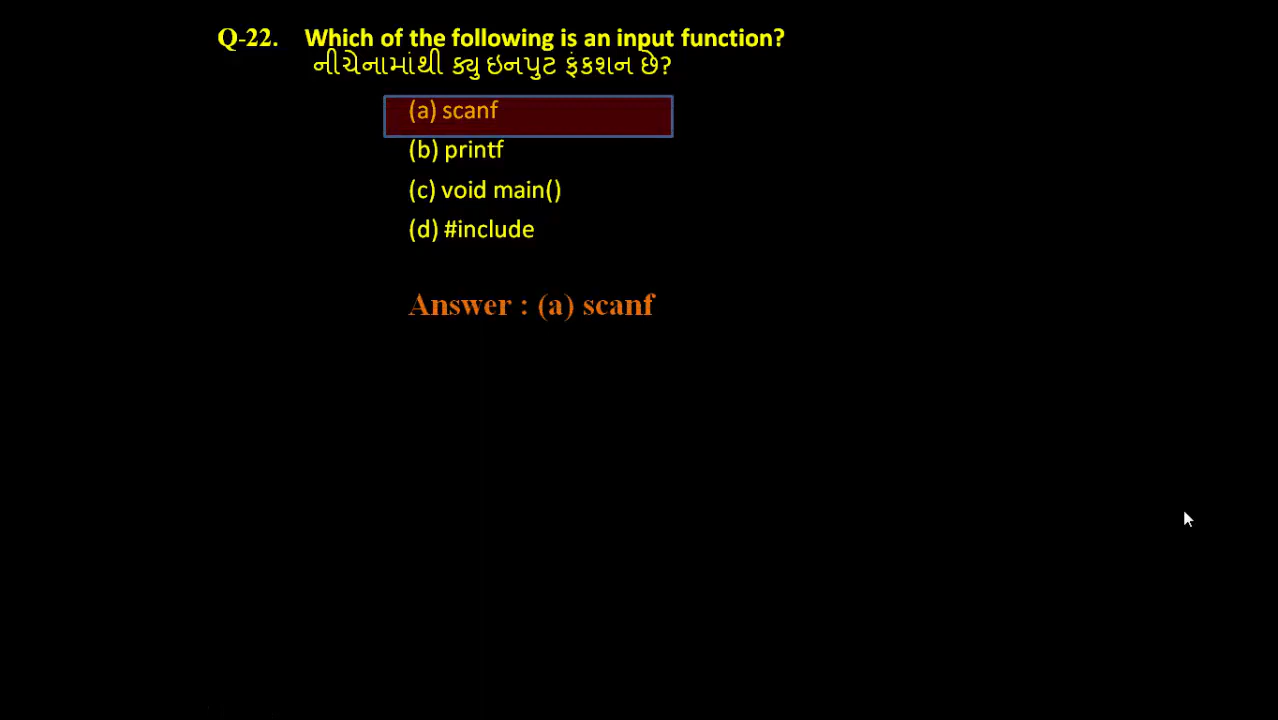 Q-22. Which of the following is an input function?
નીચેનામાંથી ક્યુ ઇનપુટ ફંકશન છે?
(a) scanf
(b) printf
(c) void main()
(d) #include
Answer : (a) scanf